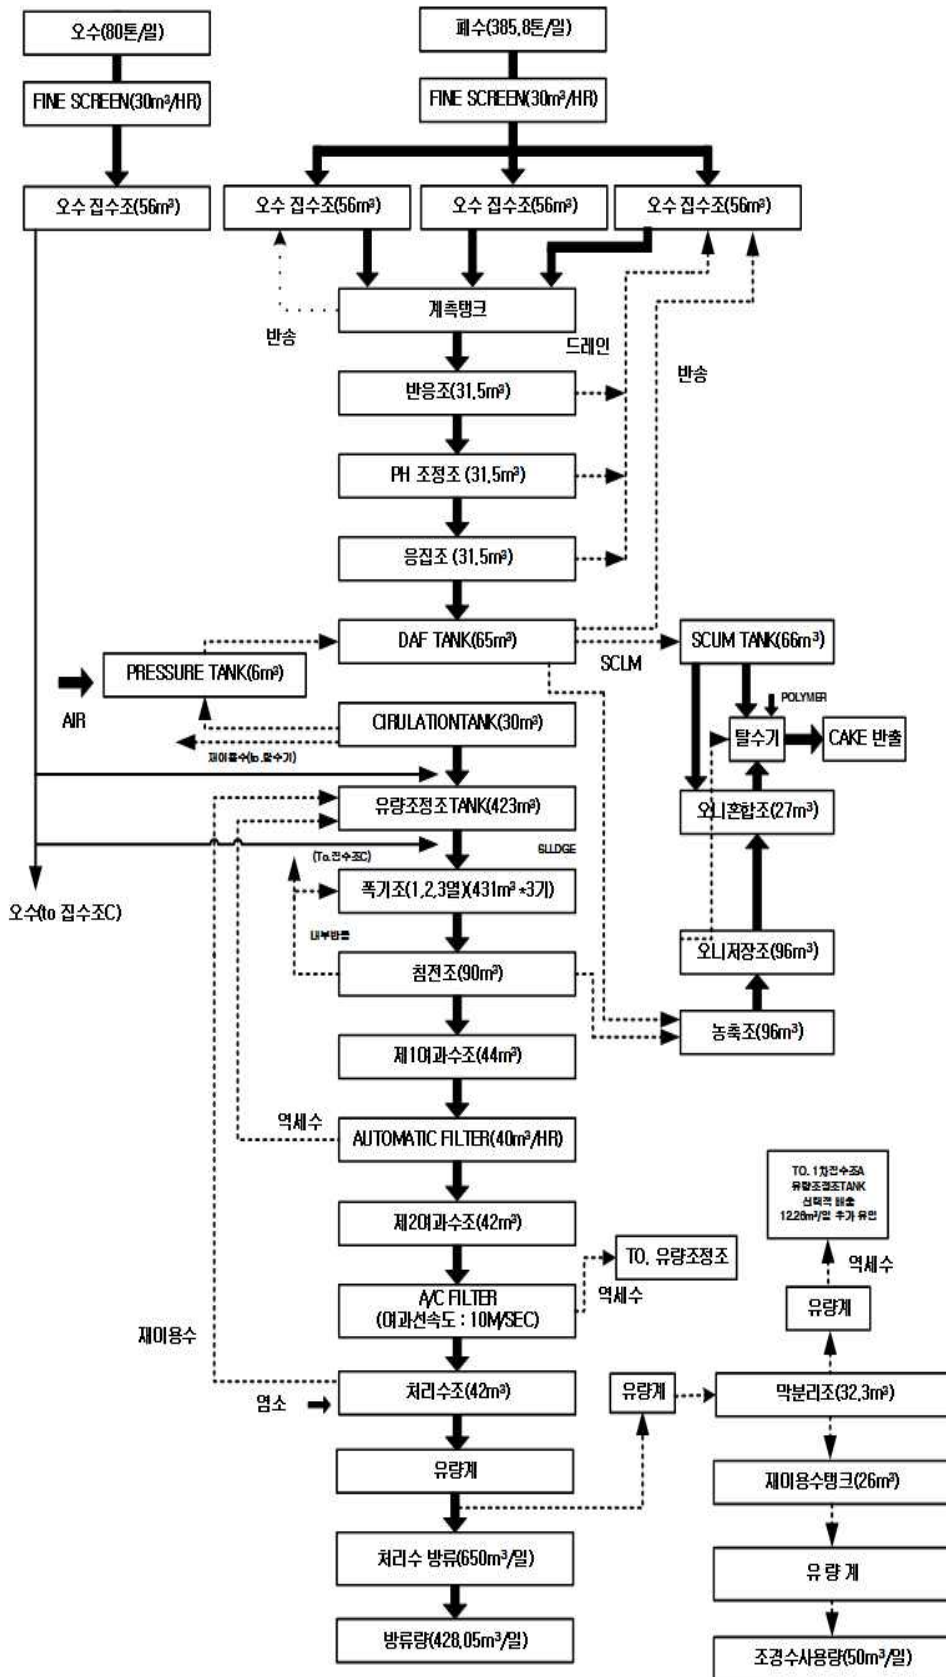 오수(80톤/일)
폐수(385,8톤/일)
FINE SCREEN(30m³/HR)
FINE SCREEN(30m³/HR)
오수 집수조(56m³)
오수 집수조(56m³)
오수 집수조(56m³)
오수 집수조(56m³)
계측탱크
반송
드레인
반송
반응조(31,5m³)
PH 조정조 (31,5m³)
응집조 (31,5m³)
DAF TANK(65m³)
SCUM TANK(66m³)
SCLM
PRESSURE TANK(6m³)
AIR
POLYMER
CIRULATIONTANK(30m³)
탈수기
CAKE 반출
재이용수(to.탈수기)
유량조정조TANK(423m³)
오니혼합조(27m³)
SLLDGE
(To.집수조C)
폭기조(1,2,3열)(431m³*3기)
오수(to 집수조C)
내부반송
오니저장조(96m³)
침전조(90m³)
농축조(96m³)
제1여과수조(44m³)
역세수
AUTOMATIC FILTER(40m³/HR)
TO. 1차집수조A
유량조정조TANK
선택적 배출
12,26m³/일 추가 유입
제2여과수조(42m³)
TO. 유량조정조
역세수
A/C FILTER
(여과선속도 : 10M/SEC)
역세수
유량계
재이용수
처리수조(42m³)
염소
유량계
막분리조(32,3m³)
유량계
재이용수탱크(26m³)
처리수 방류(650m³/일)
유 량 계
방류량(428,05m³/일)
조경수사용량(50m³/일)